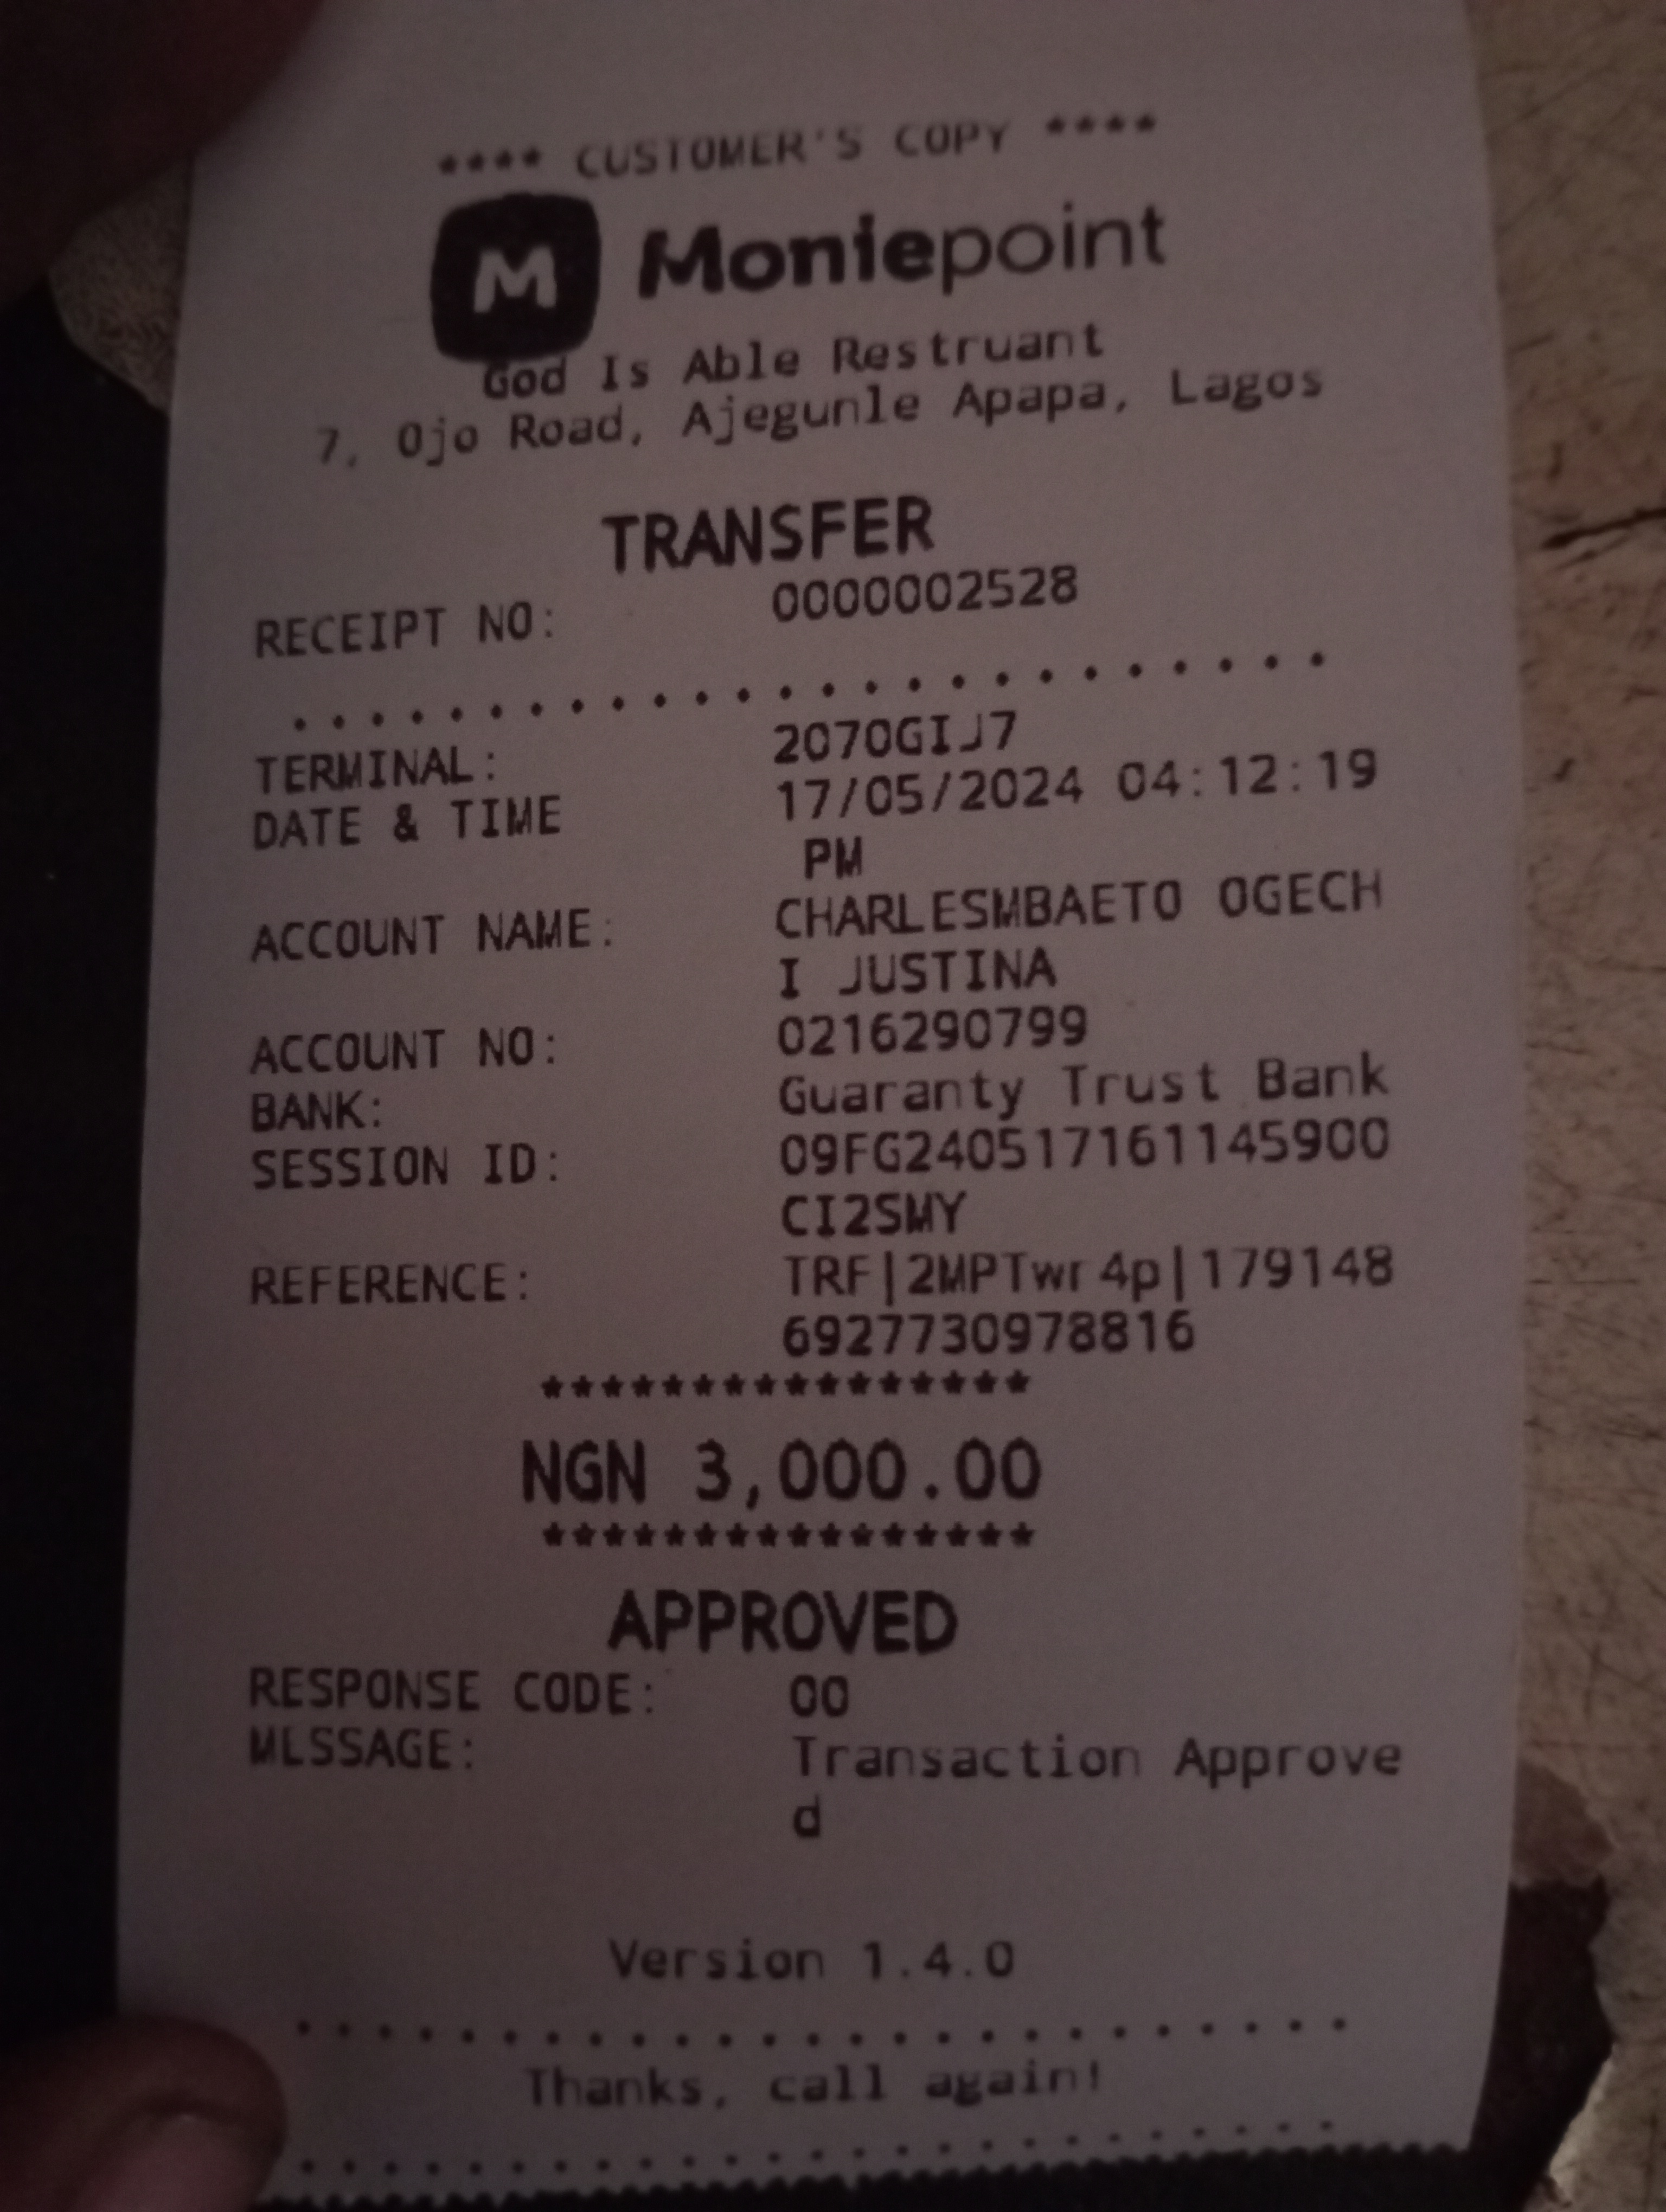 **** CUSTOMER'S COPY ****
M Moniepoint
God Is Able Restruant
7, Ojo Road, Ajegunle Apapa, Lagos
TRANSFER
RECEIPT NO: 0000002528
.........................
TERMINAL: 2070GIJ7
DATE & TIME 17/05/2024 04:12:19
PM
ACCOUNT NAME: CHARLESMBAETO OGECH
I JUSTINA
ACCOUNT NO: 0216290799
BANK: Guaranty Trust Bank
SESSION ID: 09FG240517161145900
CI2SMY
REFERENCE: TRF|2MPTwr4p|179148
6927730978816
****************
NGN 3,000.00
****************
APPROVED
RESPONSE CODE: 00
MLSSAGE: Transaction Approve
d
Version 1.4.0
..........................
Thanks, call again!
..........................